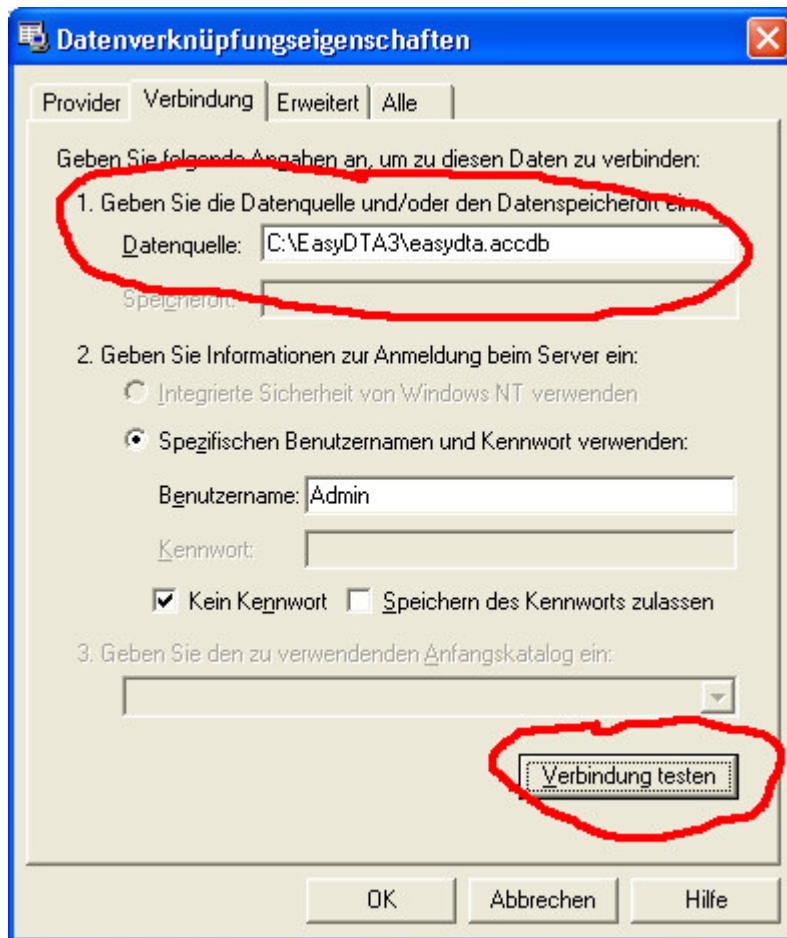 Datenverknüpfungseigenschaften
Provider Verbindung Erweitert Alle
Geben Sie folgende Angaben an, um zu diesen Daten zu verbinden:
1. Geben Sie die Datenquelle und/oder den Datenspeicherort ein:
Datenquelle: C:\EasyDTA3\easydta.accdb
Speicherort:
2. Geben Sie Informationen zur Anmeldung beim Server ein:
Integrierte Sicherheit von Windows NT verwenden
Spezifischen Benutzernamen und Kennwort verwenden:
Benutzername: Admin
Kennwort:
Kein Kennwort Speichern des Kennworts zulassen
3. Geben Sie den zu verwendenden Anfangskatalog ein:
Verbindung testen
OK Abbrechen Hilfe